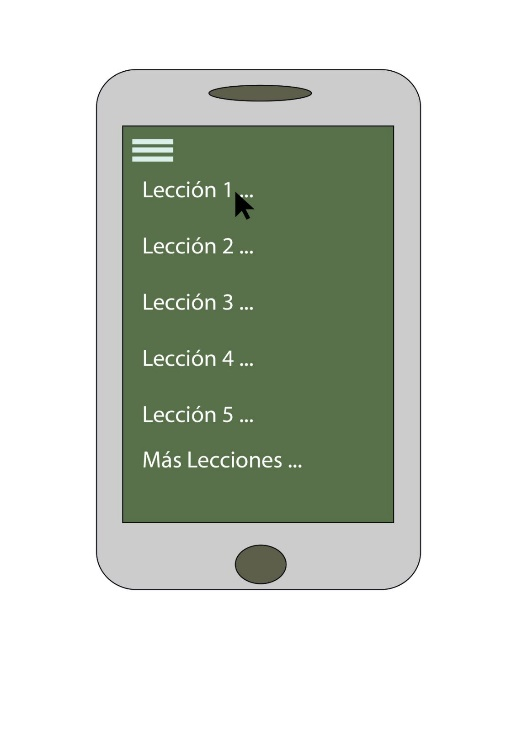 Lección 1 ...
Lección 2 ...
Lección 3 ...
Lección 4 ...
Lección 5 ...
Más Lecciones ...